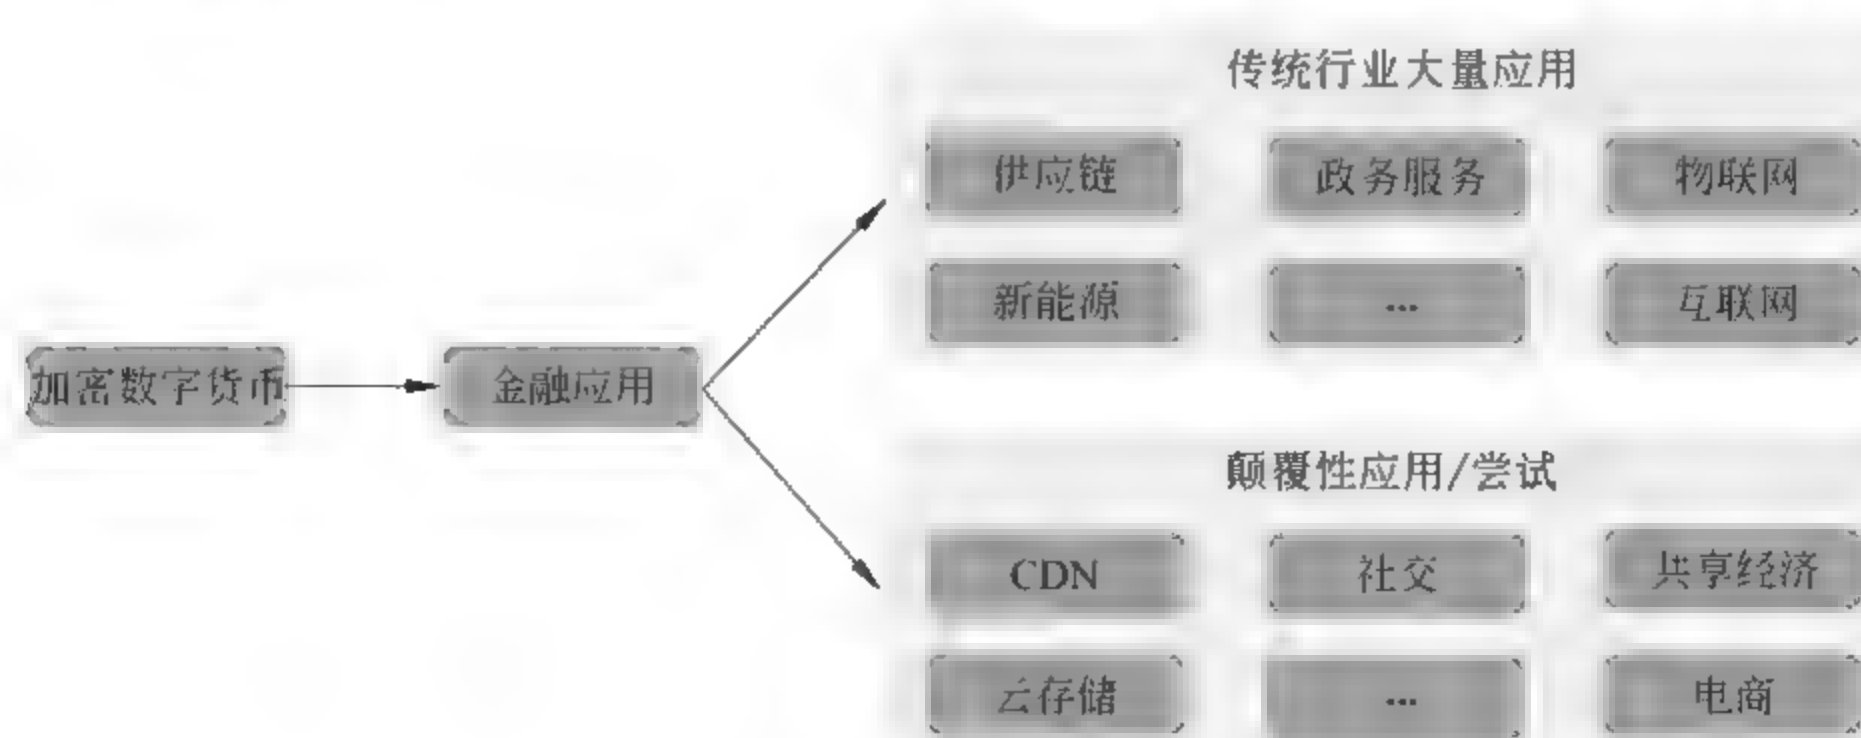 传统行业大量应用
供应链 政务服务 物联网
新能源 … 互联网
加密数字货币 金融应用
颠覆性应用/尝试
CDN 社交 共享经济
云存储 … 电商